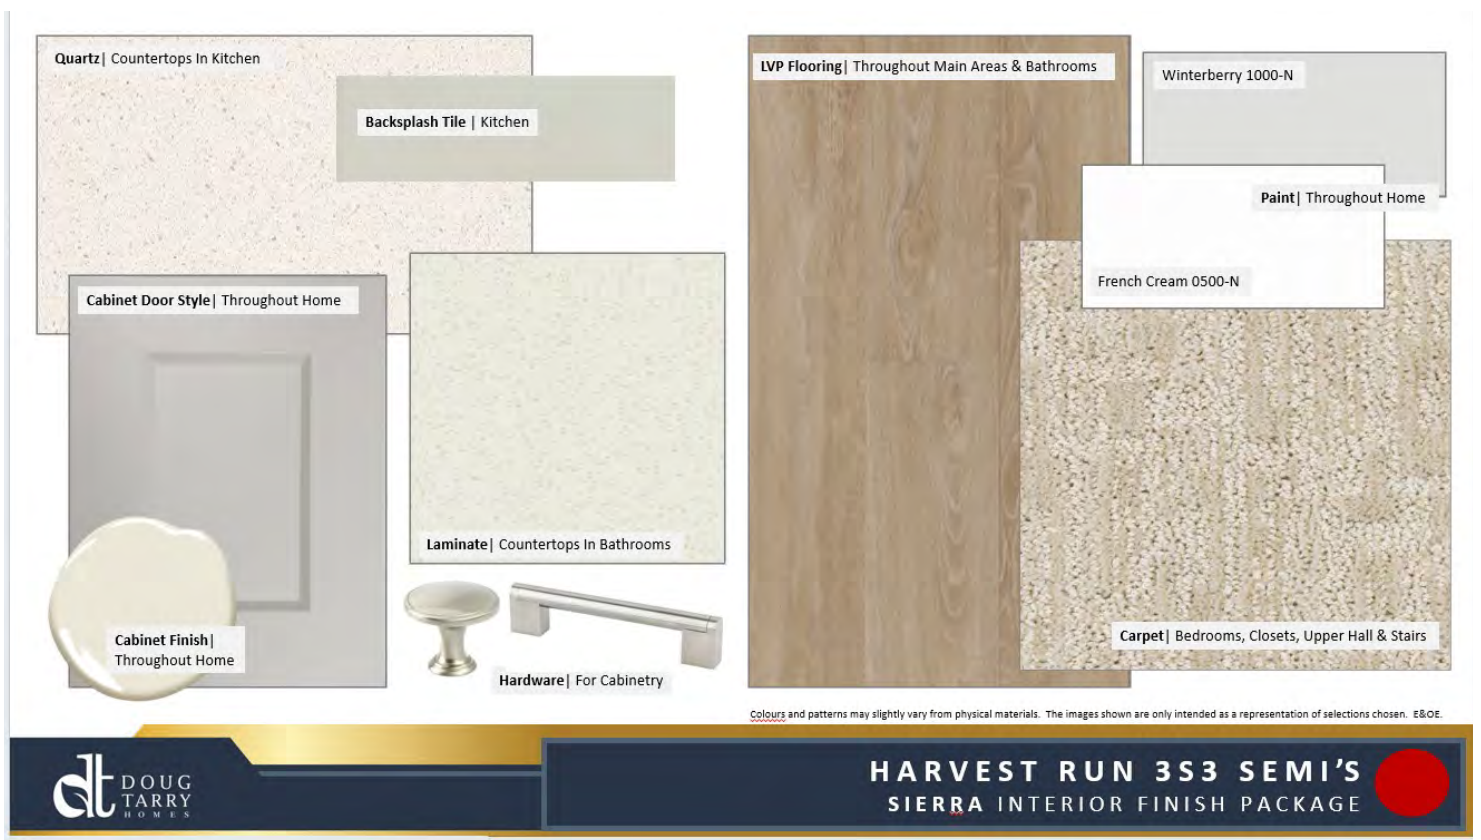 Quartz| Countertops In Kitchen
Backsplash Tile | Kitchen
Cabinet Door Style| Throughout Home
Laminate| Countertops In Bathrooms
Cabinet Finish|
Throughout Home
Hardware| For Cabinetry
LVP Flooring| Throughout Main Areas & Bathrooms
Winterberry 1000-N
Paint| Throughout Home
French Cream 0500-N
Carpet| Bedrooms, Closets, Upper Hall & Stairs
Colours and patterns may slightly vary from physical materials. The images shown are only intended as a representation of selections chosen. E&OE.
dt DOUG
TARRY
HOMES
HARVEST RUN 3S3 SEMI'S
SIERRA INTERIOR FINISH PACKAGE